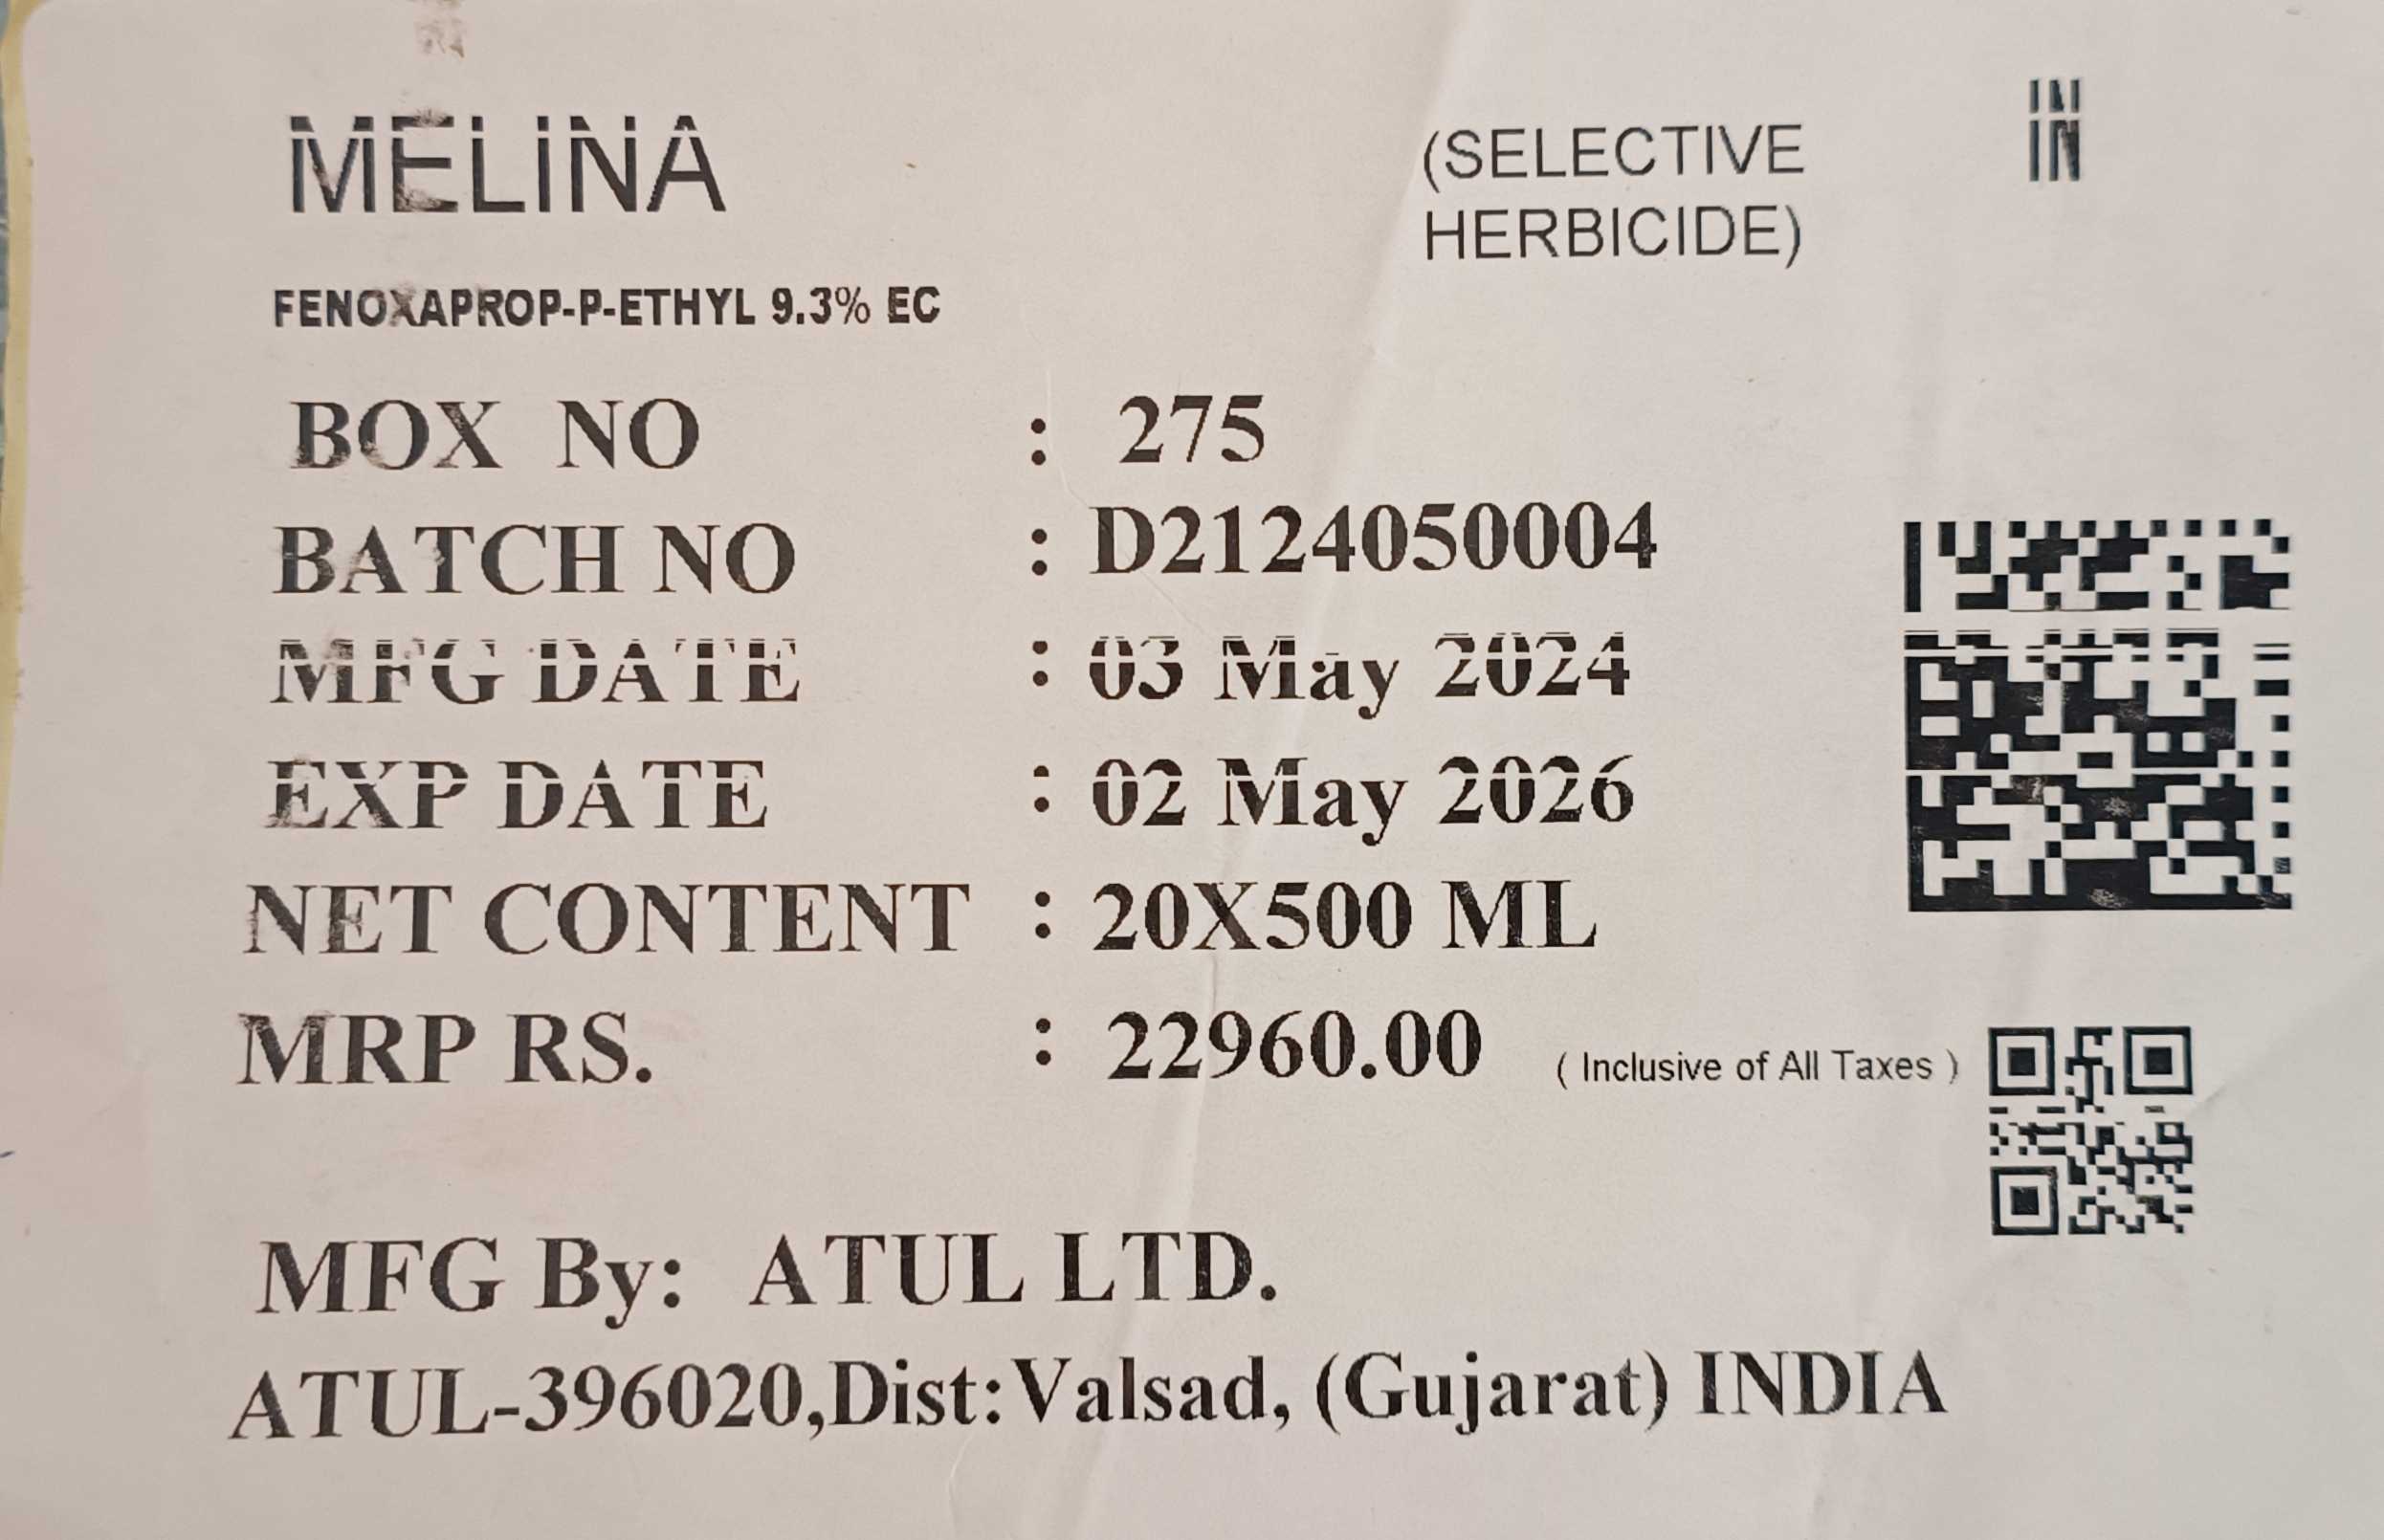 MELINA
(SELECTIVE
HERBICIDE)
IN
IN
FENOXAPROP-P-ETHYL 9.3% EC
BOX NO : 275
BATCH NO : D2124050004
MFG DATE : 03 May 2024
EXP DATE : 02 May 2026
NET CONTENT : 20X500 ML
MRP RS. : 22960.00 ( Inclusive of All Taxes )
MFG By: ATUL LTD.
ATUL-396020,Dist:Valsad, (Gujarat) INDIA